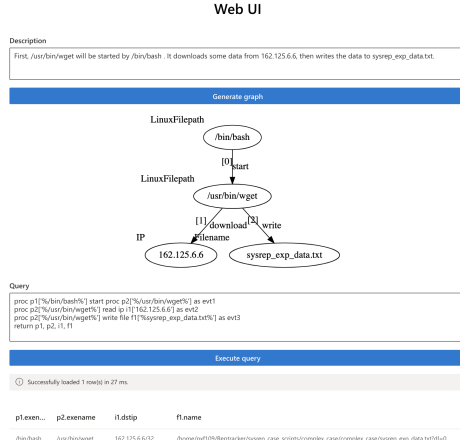 Web UI
Description
First, /usr/bin/wget will be started by /bin/bash . It downloads some data from 162.125.6.6, then writes the data to sysrep_exp_data.txt.
Generate graph
LinuxFilepath
/bin/bash
[0] start
LinuxFilepath
/usr/bin/wget
[1] download [2] write
IP Filename
162.125.6.6 sysrep_exp_data.txt
Query
proc p1['%/bin/bash%'] start proc p2['%/usr/bin/wget%'] as evt1
proc p2['%/usr/bin/wget%'] read ip i1['162.125.6.6'] as evt2
proc p2['%/usr/bin/wget%'] write file f1['%sysrep_exp_data.txt%'] as evt3
return p1, p2, i1, f1
Execute query
Successfully loaded 1 row(s) in 27 ms.
p1.exen... p2.exename i1.dstip f1.name
/bin/bash /usr/bin/wget 162.125.6.6/32